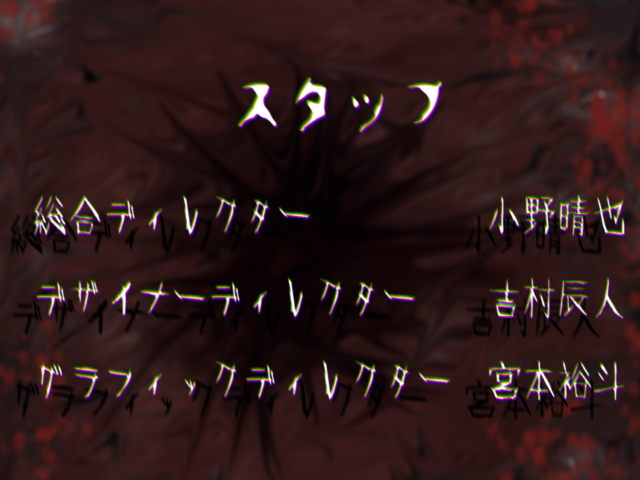 スタッフ
総合ディレクター 小野晴也
デザイナーディレクター 吉村辰人
グラフィックディレクター 宮本裕斗